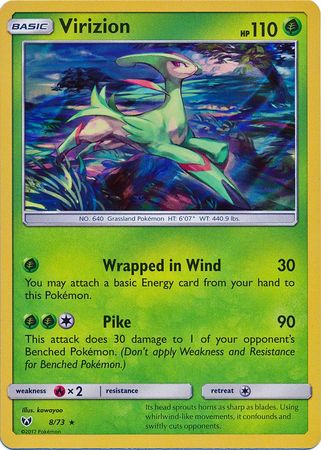 BASIC Virizion HP 110
NO. 640 Grassland Pokémon HT: 6'07" WT: 440.9 lbs.
Wrapped in Wind 30
You may attach a basic Energy card from your hand
to this Pokémon.
Pike 90
This attack does 30 damage to 1 of your opponent's
Benched Pokémon. (Don't apply Weakness and Resistance
for Benched Pokémon.)
weakness × 2 resistance retreat
Illus. kawayoo
8/73 ★
©2017 Pokémon
Its head sprouts horns as sharp as blades. Using
whirlwind-like movements, it confounds and
swiftly cuts opponents.